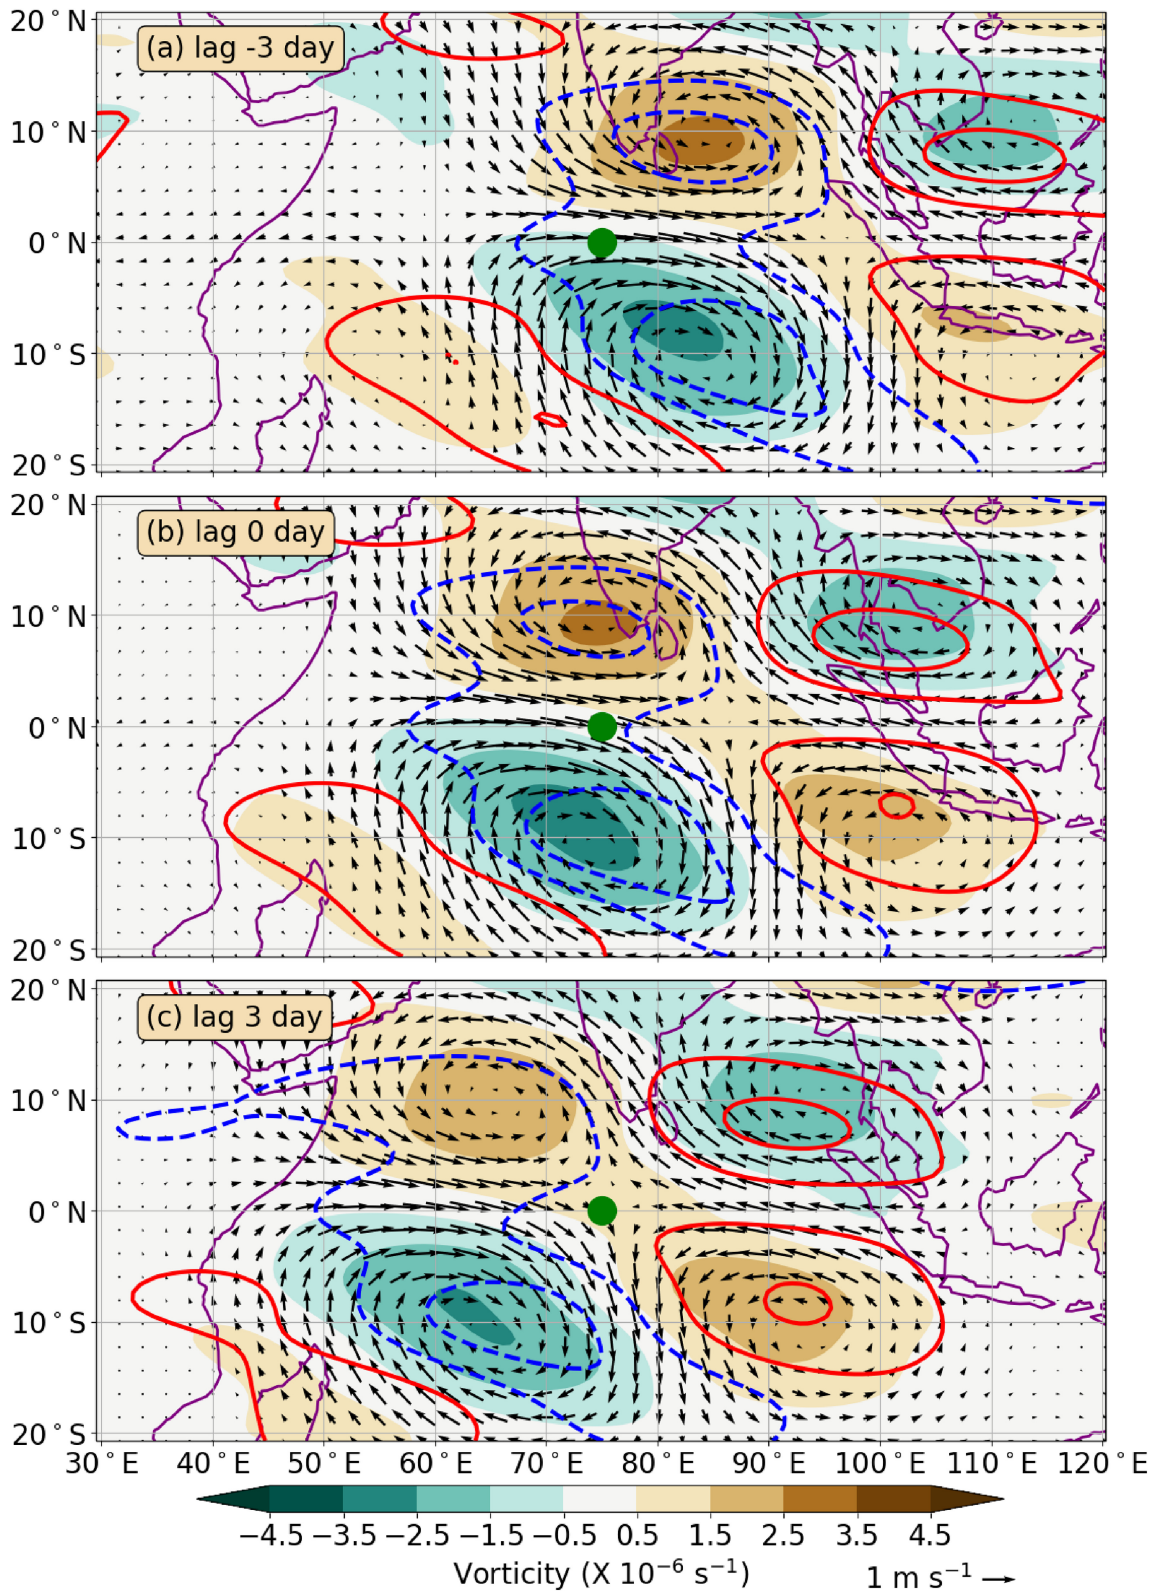 20°N
(a) lag -3 day
10°N
0°N
10°S
20°S
20°N
(b) lag 0 day
10°N
0°N
10°S
20°S
20°N
(c) lag 3 day
10°N
0°N
10°S
20°S
30°E 40°E 50°E 60°E 70°E 80°E 90°E 100°E 110°E 120°E
−4.5 −3.5 −2.5 −1.5 −0.5 0.5 1.5 2.5 3.5 4.5
Vorticity (X 10⁻⁶ s⁻¹) 1 m s⁻¹